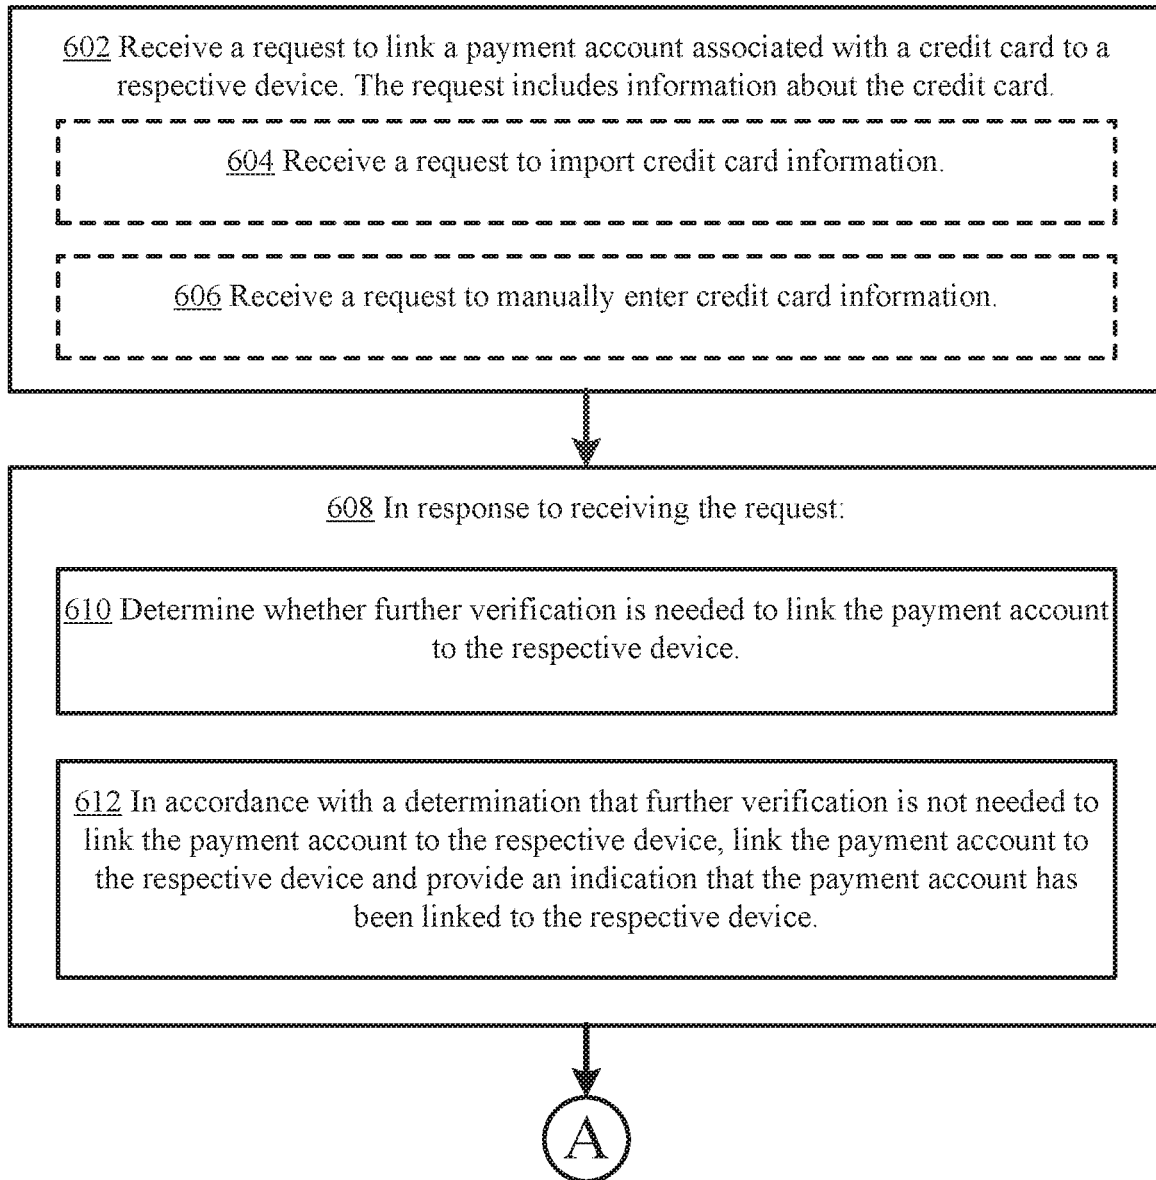 602 Receive a request to link a payment account associated with a credit card to a
respective device. The request includes information about the credit card.
604 Receive a request to import credit card information.
606 Receive a request to manually enter credit card information.
608 In response to receiving the request:
610 Determine whether further verification is needed to link the payment account
to the respective device.
612 In accordance with a determination that further verification is not needed to
link the payment account to the respective device, link the payment account to
the respective device and provide an indication that the payment account has
been linked to the respective device.
A